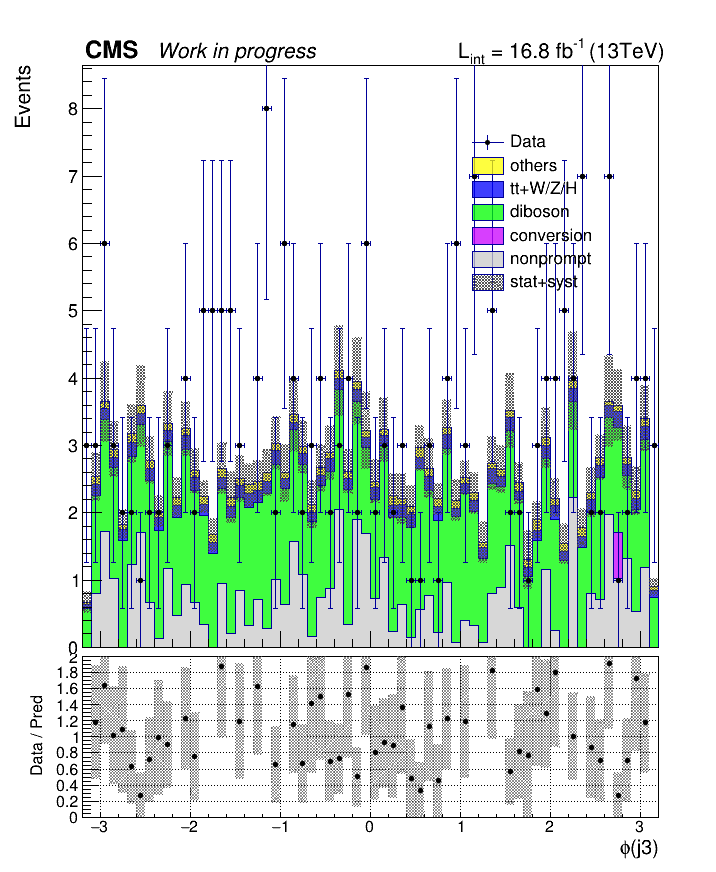 CMS Work in progress L_int = 16.8 fb^-1 (13TeV)
Events
8
7
6
5
4
3
2
1
0
Data
others
tt+W/Z/H
diboson
conversion
nonprompt
stat+syst
Data / Pred
2
1.8
1.6
1.4
1.2
1
0.8
0.6
0.4
0.2
0
−3 −2 −1 0 1 2 3
ϕ(j3)